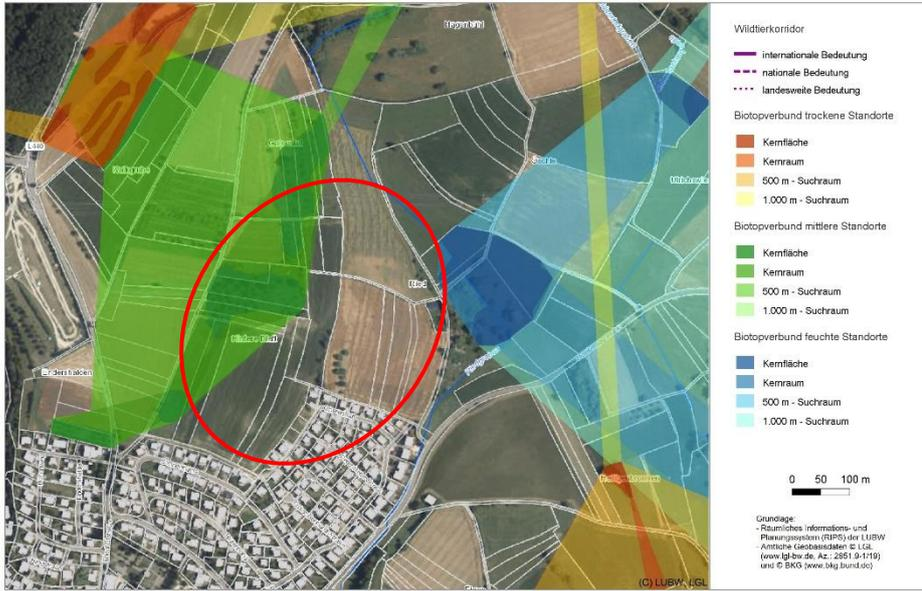 Hagenbühl
L440
Ried
Endershalden
(C) LUBW, LGL
Wildtierkorridor
internationale Bedeutung
nationale Bedeutung
landesweite Bedeutung
Biotopverbund trockene Standorte
Kernfläche
Kernraum
500 m - Suchraum
1.000 m - Suchraum
Biotopverbund mittlere Standorte
Kernfläche
Kernraum
500 m - Suchraum
1.000 m - Suchraum
Biotopverbund feuchte Standorte
Kernfläche
Kernraum
500 m - Suchraum
1.000 m - Suchraum
0 50 100 m
Grundlage:
- Räumliches Informations- und
Planungssystem (RIPS) der LUBW
- Amtliche Geobasisdaten © LGL
(www.lgl-bw.de, Az.: 2851.9-1/19)
und © BKG (www.bkg.bund.de)